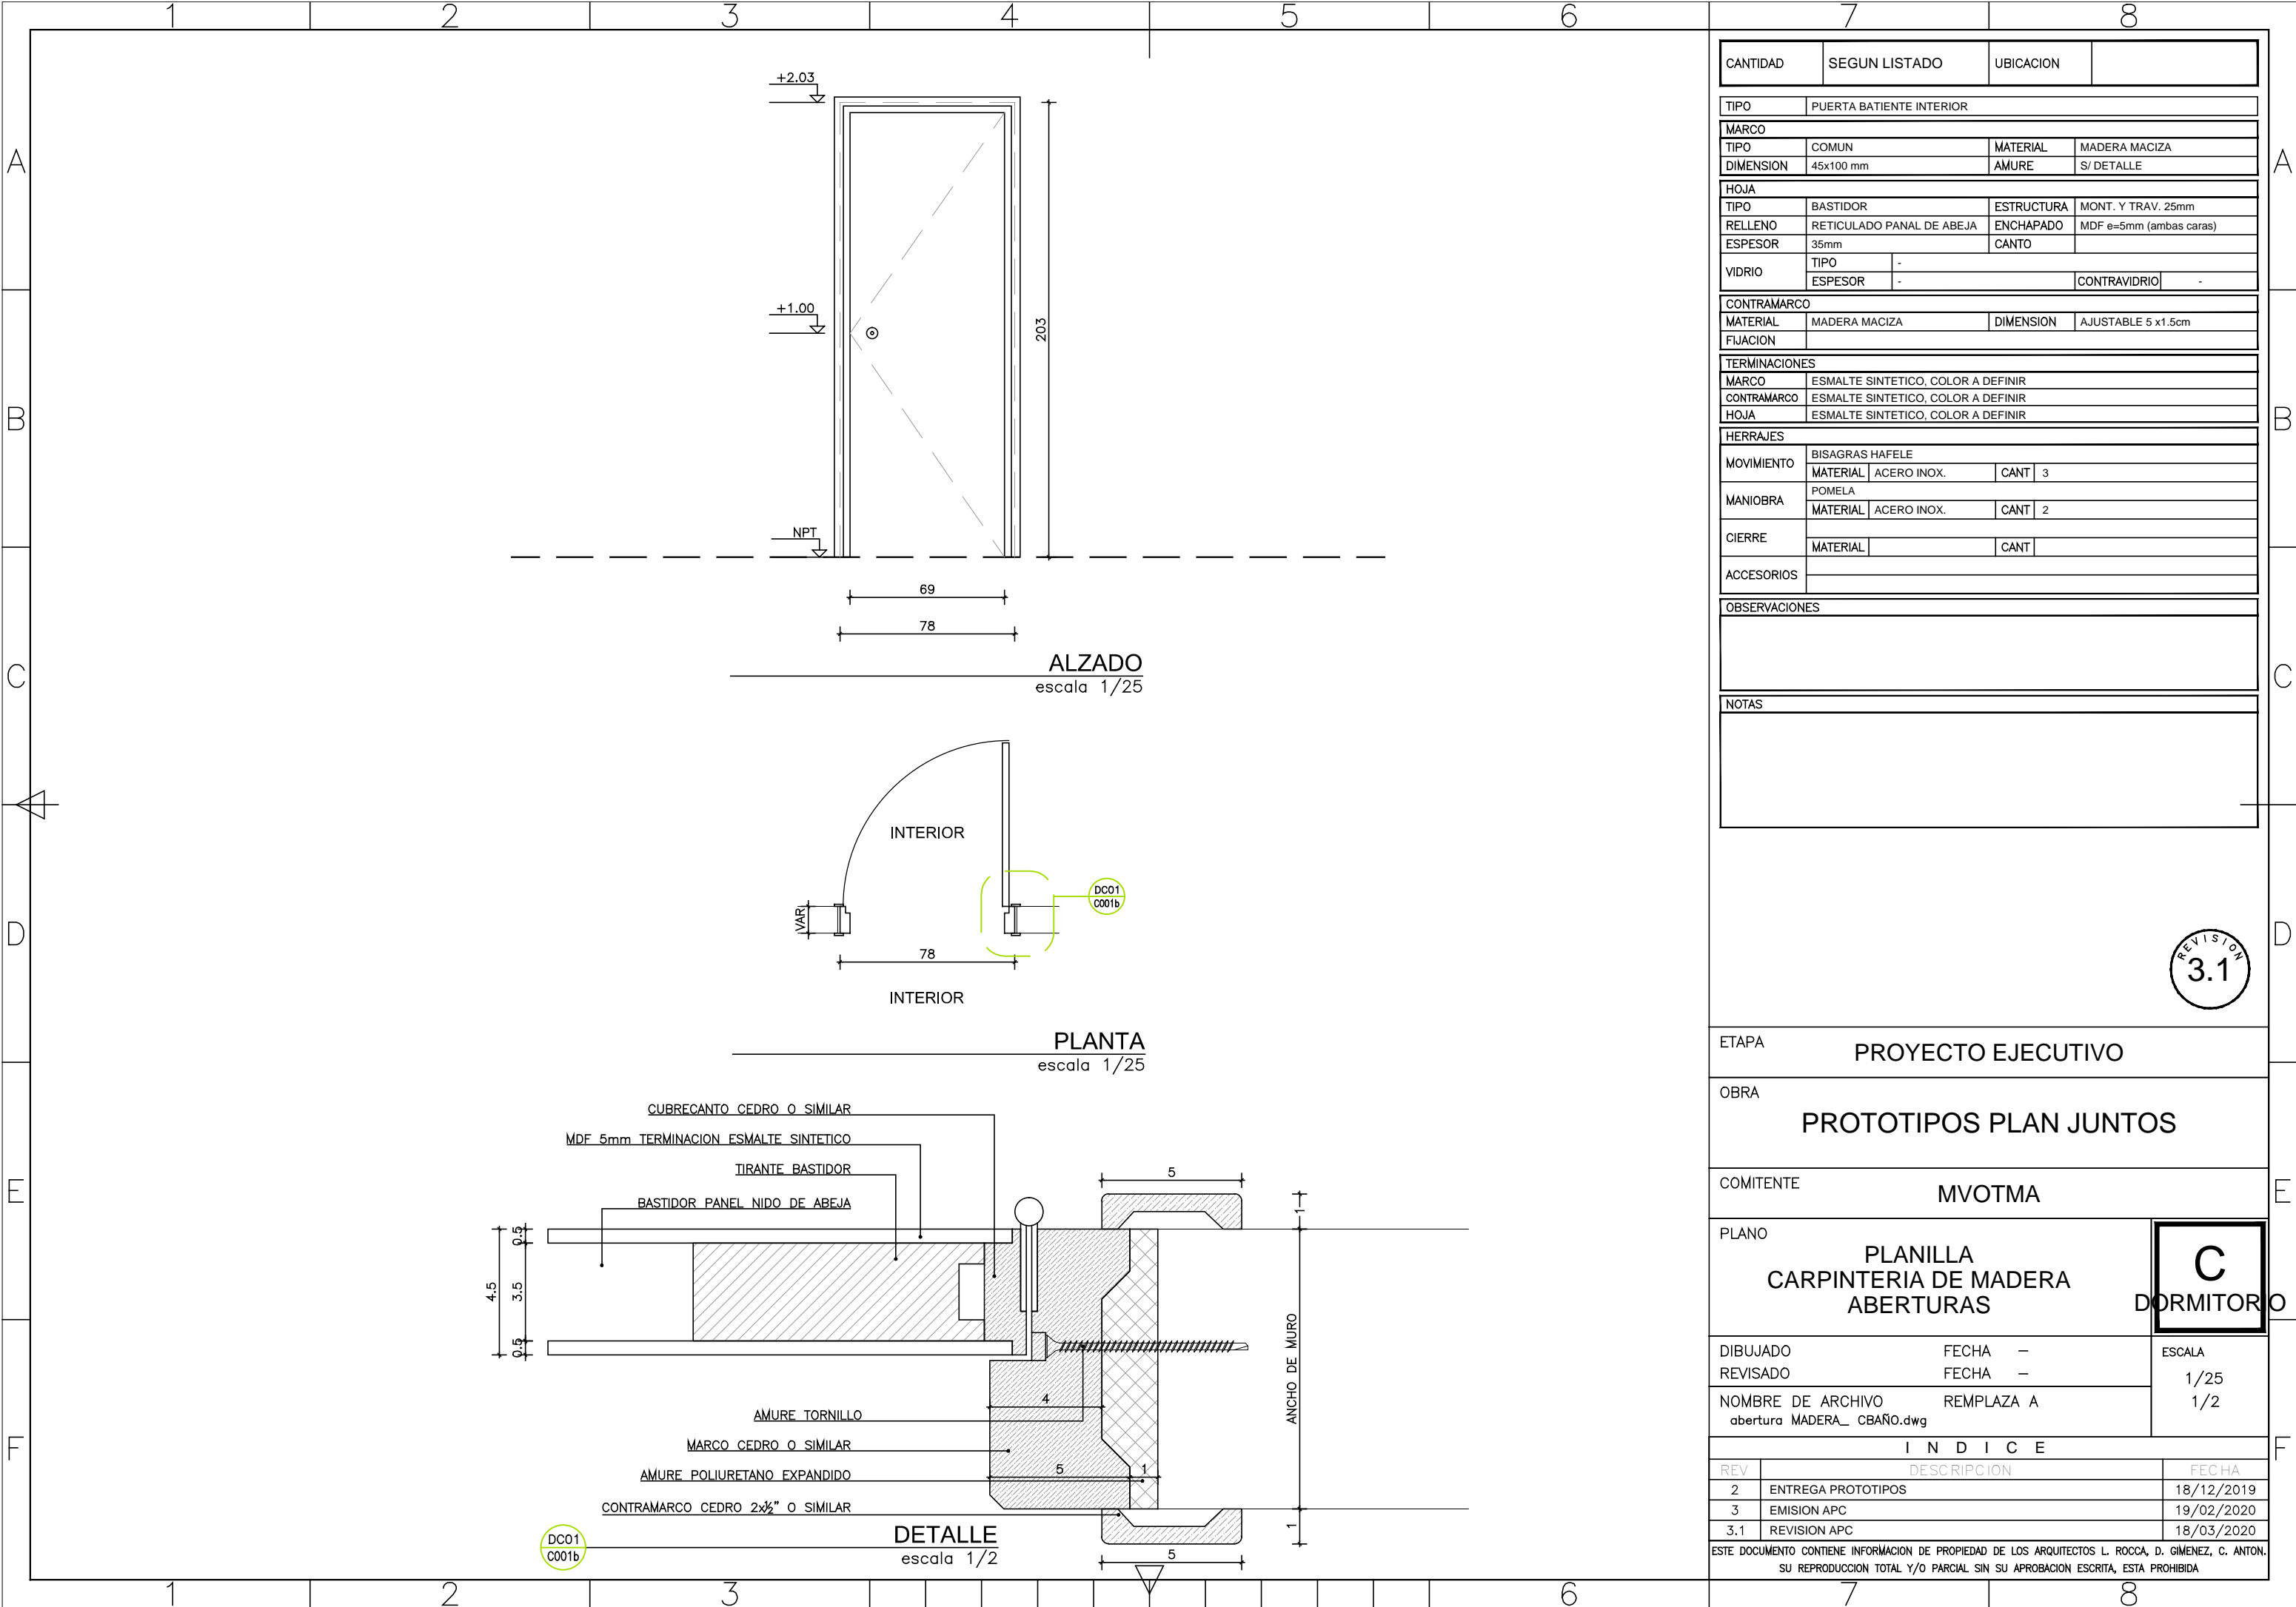 1 2 3 4 5 6 7 8
A
B
C
D
E
F
A
B
C
D
E
F
+2.03
+1.00
NPT
203
69
78
ALZADO
escala 1/25
INTERIOR
DC01
C001b
VAR
78
INTERIOR
PLANTA
escala 1/25
CUBRECANTO CEDRO O SIMILAR
MDF 5mm TERMINACION ESMALTE SINTETICO
TIRANTE BASTIDOR
BASTIDOR PANEL NIDO DE ABEJA
5
1
0.5
4.5
3.5
0.5
ANCHO DE MURO
4
AMURE TORNILLO
MARCO CEDRO O SIMILAR
AMURE POLIURETANO EXPANDIDO
5
1
CONTRAMARCO CEDRO 2x½" O SIMILAR
1
5
DC01
C001b
DETALLE
escala 1/2
CANTIDAD SEGUN LISTADO UBICACION
TIPO PUERTA BATIENTE INTERIOR
MARCO
TIPO COMUN MATERIAL MADERA MACIZA
DIMENSION 45x100 mm AMURE S/ DETALLE
HOJA
TIPO BASTIDOR ESTRUCTURA MONT. Y TRAV. 25mm
RELLENO RETICULADO PANAL DE ABEJA ENCHAPADO MDF e=5mm (ambas caras)
ESPESOR 35mm CANTO
VIDRIO TIPO -
ESPESOR - CONTRAVIDRIO -
CONTRAMARCO
MATERIAL MADERA MACIZA DIMENSION AJUSTABLE 5 x1.5cm
FIJACION
TERMINACIONES
MARCO ESMALTE SINTETICO, COLOR A DEFINIR
CONTRAMARCO ESMALTE SINTETICO, COLOR A DEFINIR
HOJA ESMALTE SINTETICO, COLOR A DEFINIR
HERRAJES
MOVIMIENTO BISAGRAS HAFELE
MATERIAL ACERO INOX. CANT 3
MANIOBRA POMELA
MATERIAL ACERO INOX. CANT 2
CIERRE
MATERIAL CANT
ACCESORIOS
OBSERVACIONES
NOTAS
REVISION
3.1
ETAPA
PROYECTO EJECUTIVO
OBRA
PROTOTIPOS PLAN JUNTOS
COMITENTE
MVOTMA
PLANO
PLANILLA
CARPINTERIA DE MADERA
ABERTURAS
C
DORMITORIO
DIBUJADO FECHA –
REVISADO FECHA –
ESCALA
1/25
1/2
NOMBRE DE ARCHIVO REMPLAZA A
abertura MADERA_ CBAÑO.dwg
I N D I C E
REV DESCRIPCION FECHA
2 ENTREGA PROTOTIPOS 18/12/2019
3 EMISION APC 19/02/2020
3.1 REVISION APC 18/03/2020
ESTE DOCUMENTO CONTIENE INFORMACION DE PROPIEDAD DE LOS ARQUITECTOS L. ROCCA, D. GIMENEZ, C. ANTON.
SU REPRODUCCION TOTAL Y/O PARCIAL SIN SU APROBACION ESCRITA, ESTA PROHIBIDA
1 2 3 6 7 8